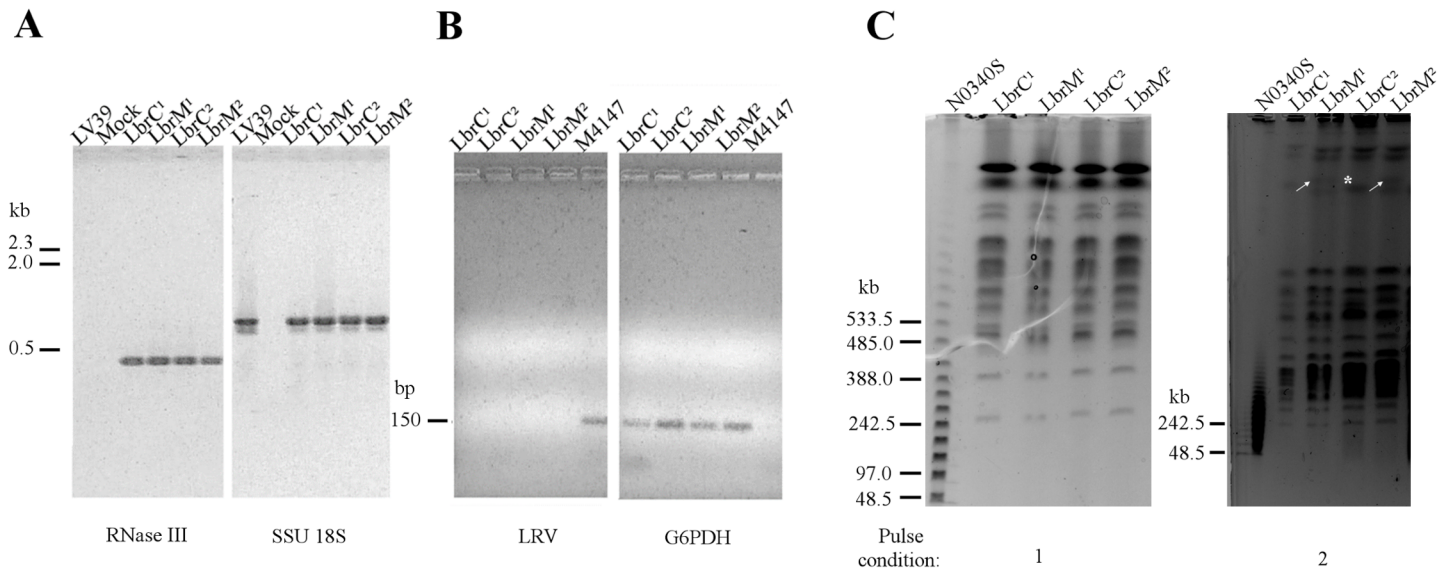 A
LV39 Mock LbrC¹ LbrM¹ LbrC² LbrM² LV39 Mock LbrC¹ LbrM¹ LbrC² LbrM²
kb
2.3
2.0
0.5
RNase III SSU 18S
B
LbrC¹ LbrC² LbrM¹ LbrM² M4147 LbrC¹ LbrC² LbrM¹ LbrM² M4147
bp
150
LRV G6PDH
C
N0340S LbrC¹ LbrM¹ LbrC² LbrM² N0340S LbrC¹ LbrM¹ LbrC² LbrM²
*
kb
533.5
485.0
388.0
242.5
97.0
48.5
kb
242.5
48.5
Pulse
condition: 1 2